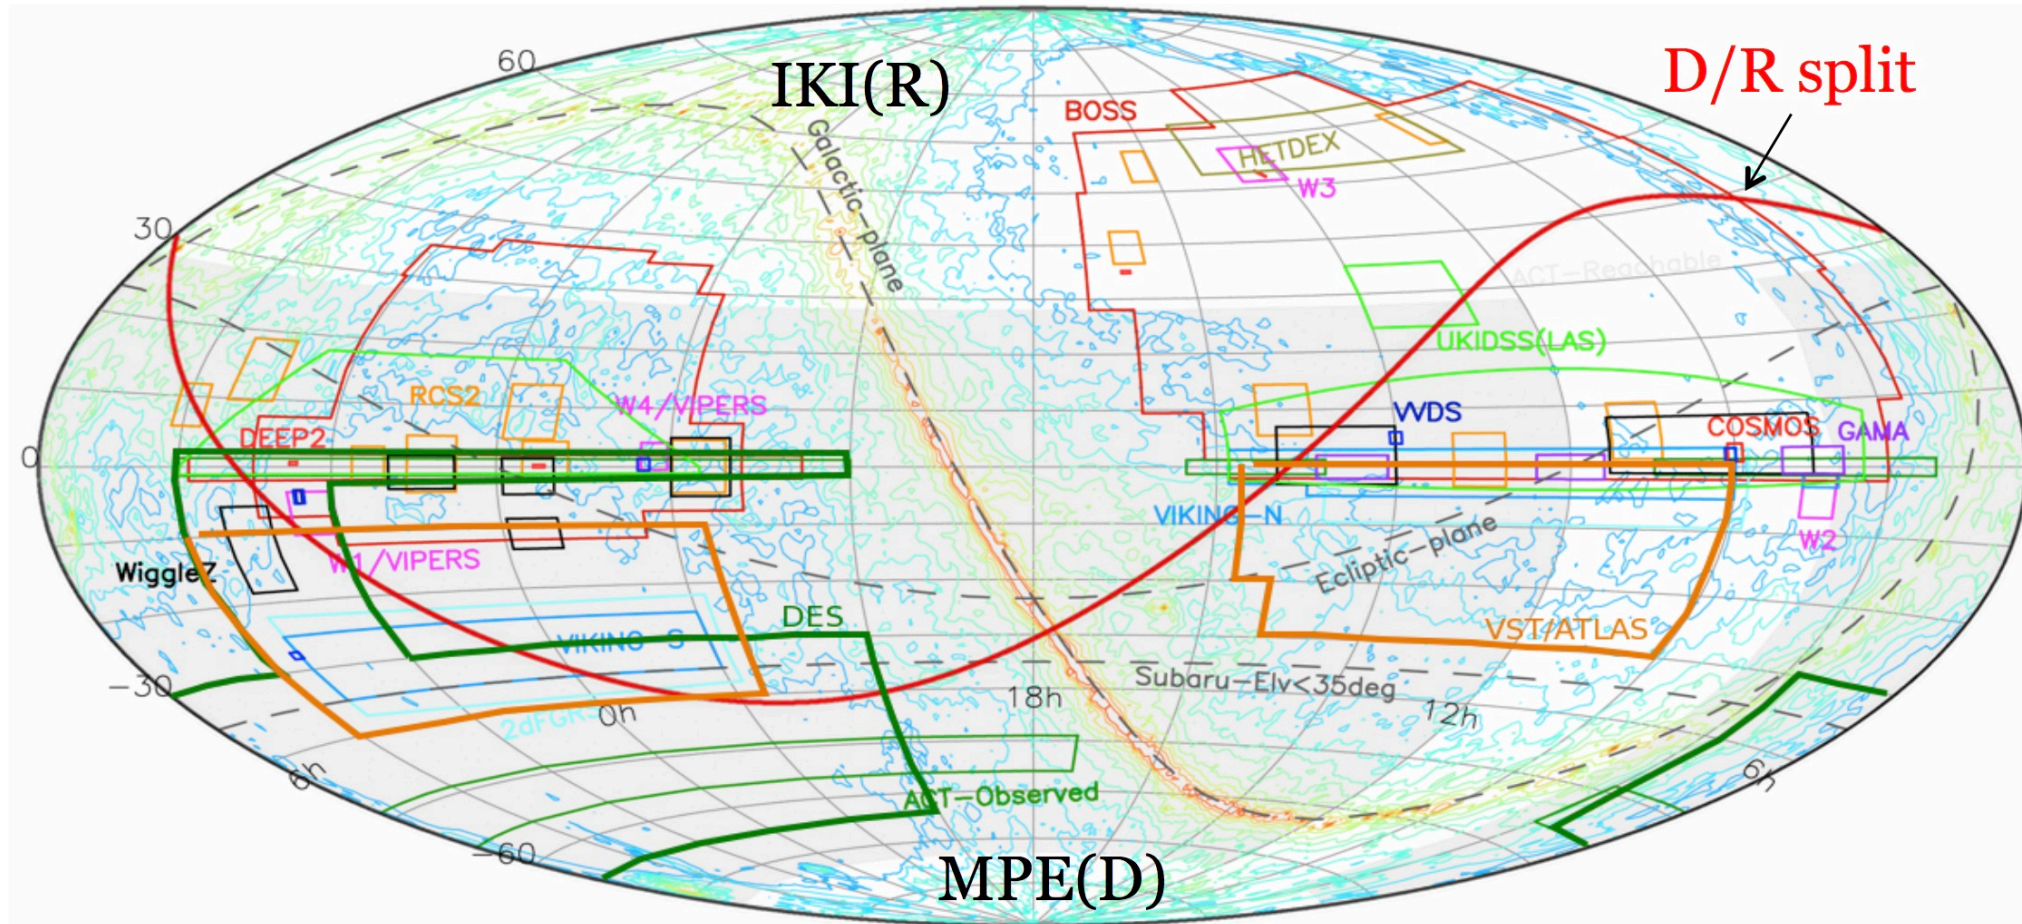 60
IKI(R)
D/R split
BOSS
HETDEX
W3
Galactic-plane
30
ACT-Reachable
UKIDSS(LAS)
RCS2
W4/VIPERS
VVDS
DEEP2
COSMOS
GAMA
0
VIKING-N
W2
Ecliptic-plane
W1/VIPERS
WiggleZ
DES
VIKING-S
VST/ATLAS
-30
Subaru-Elv<35deg
0h
18h
12h
6h
6h
ACT-Observed
-60
MPE(D)